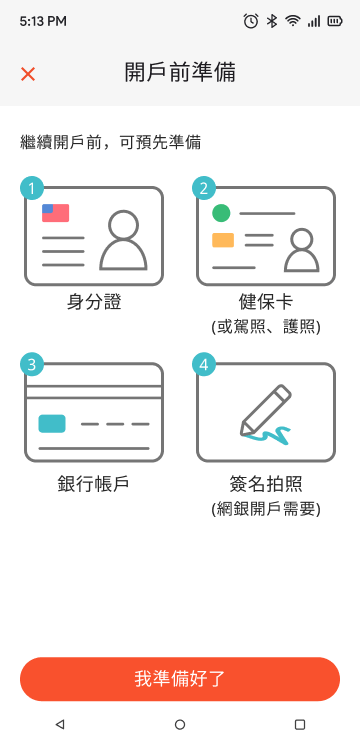 5:13 PM
開戶前準備
繼續開戶前，可預先準備
1
2
身分證
健保卡
(或駕照、護照)
3
4
銀行帳戶
簽名拍照
(網銀開戶需要)
我準備好了